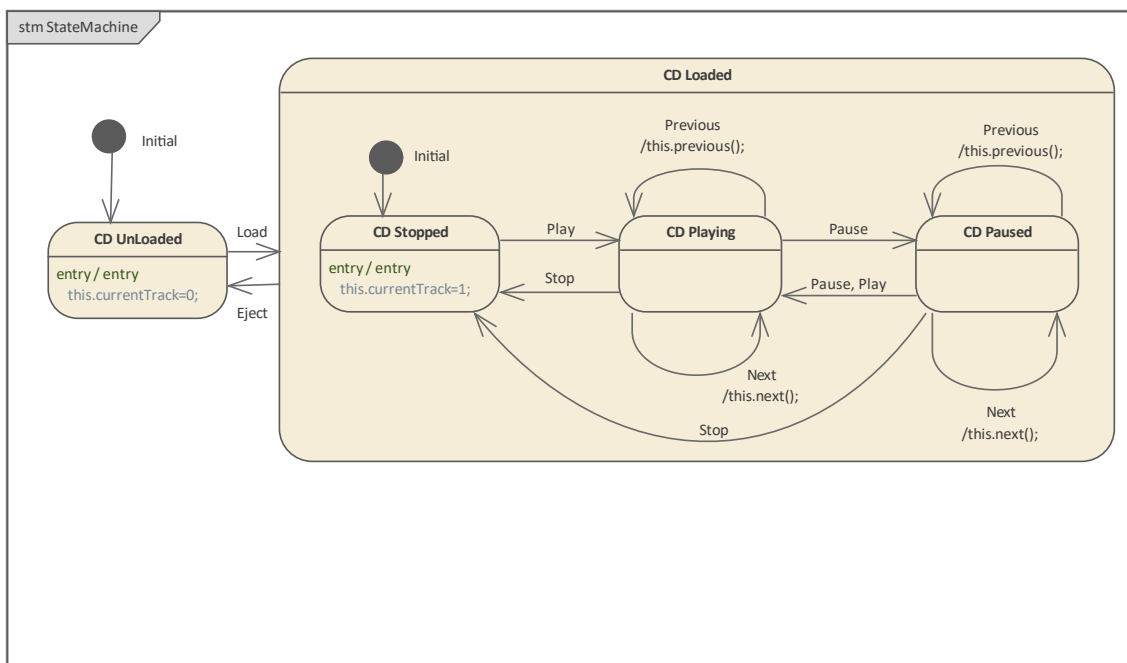 stm StateMachine
CD Loaded
Initial
Initial
Previous
/this.previous();
Previous
/this.previous();
CD UnLoaded
entry / entry
this.currentTrack=0;
Load
Eject
CD Stopped
entry / entry
this.currentTrack=1;
Play
Stop
CD Playing
Pause
Pause, Play
CD Paused
Next
/this.next();
Next
/this.next();
Stop